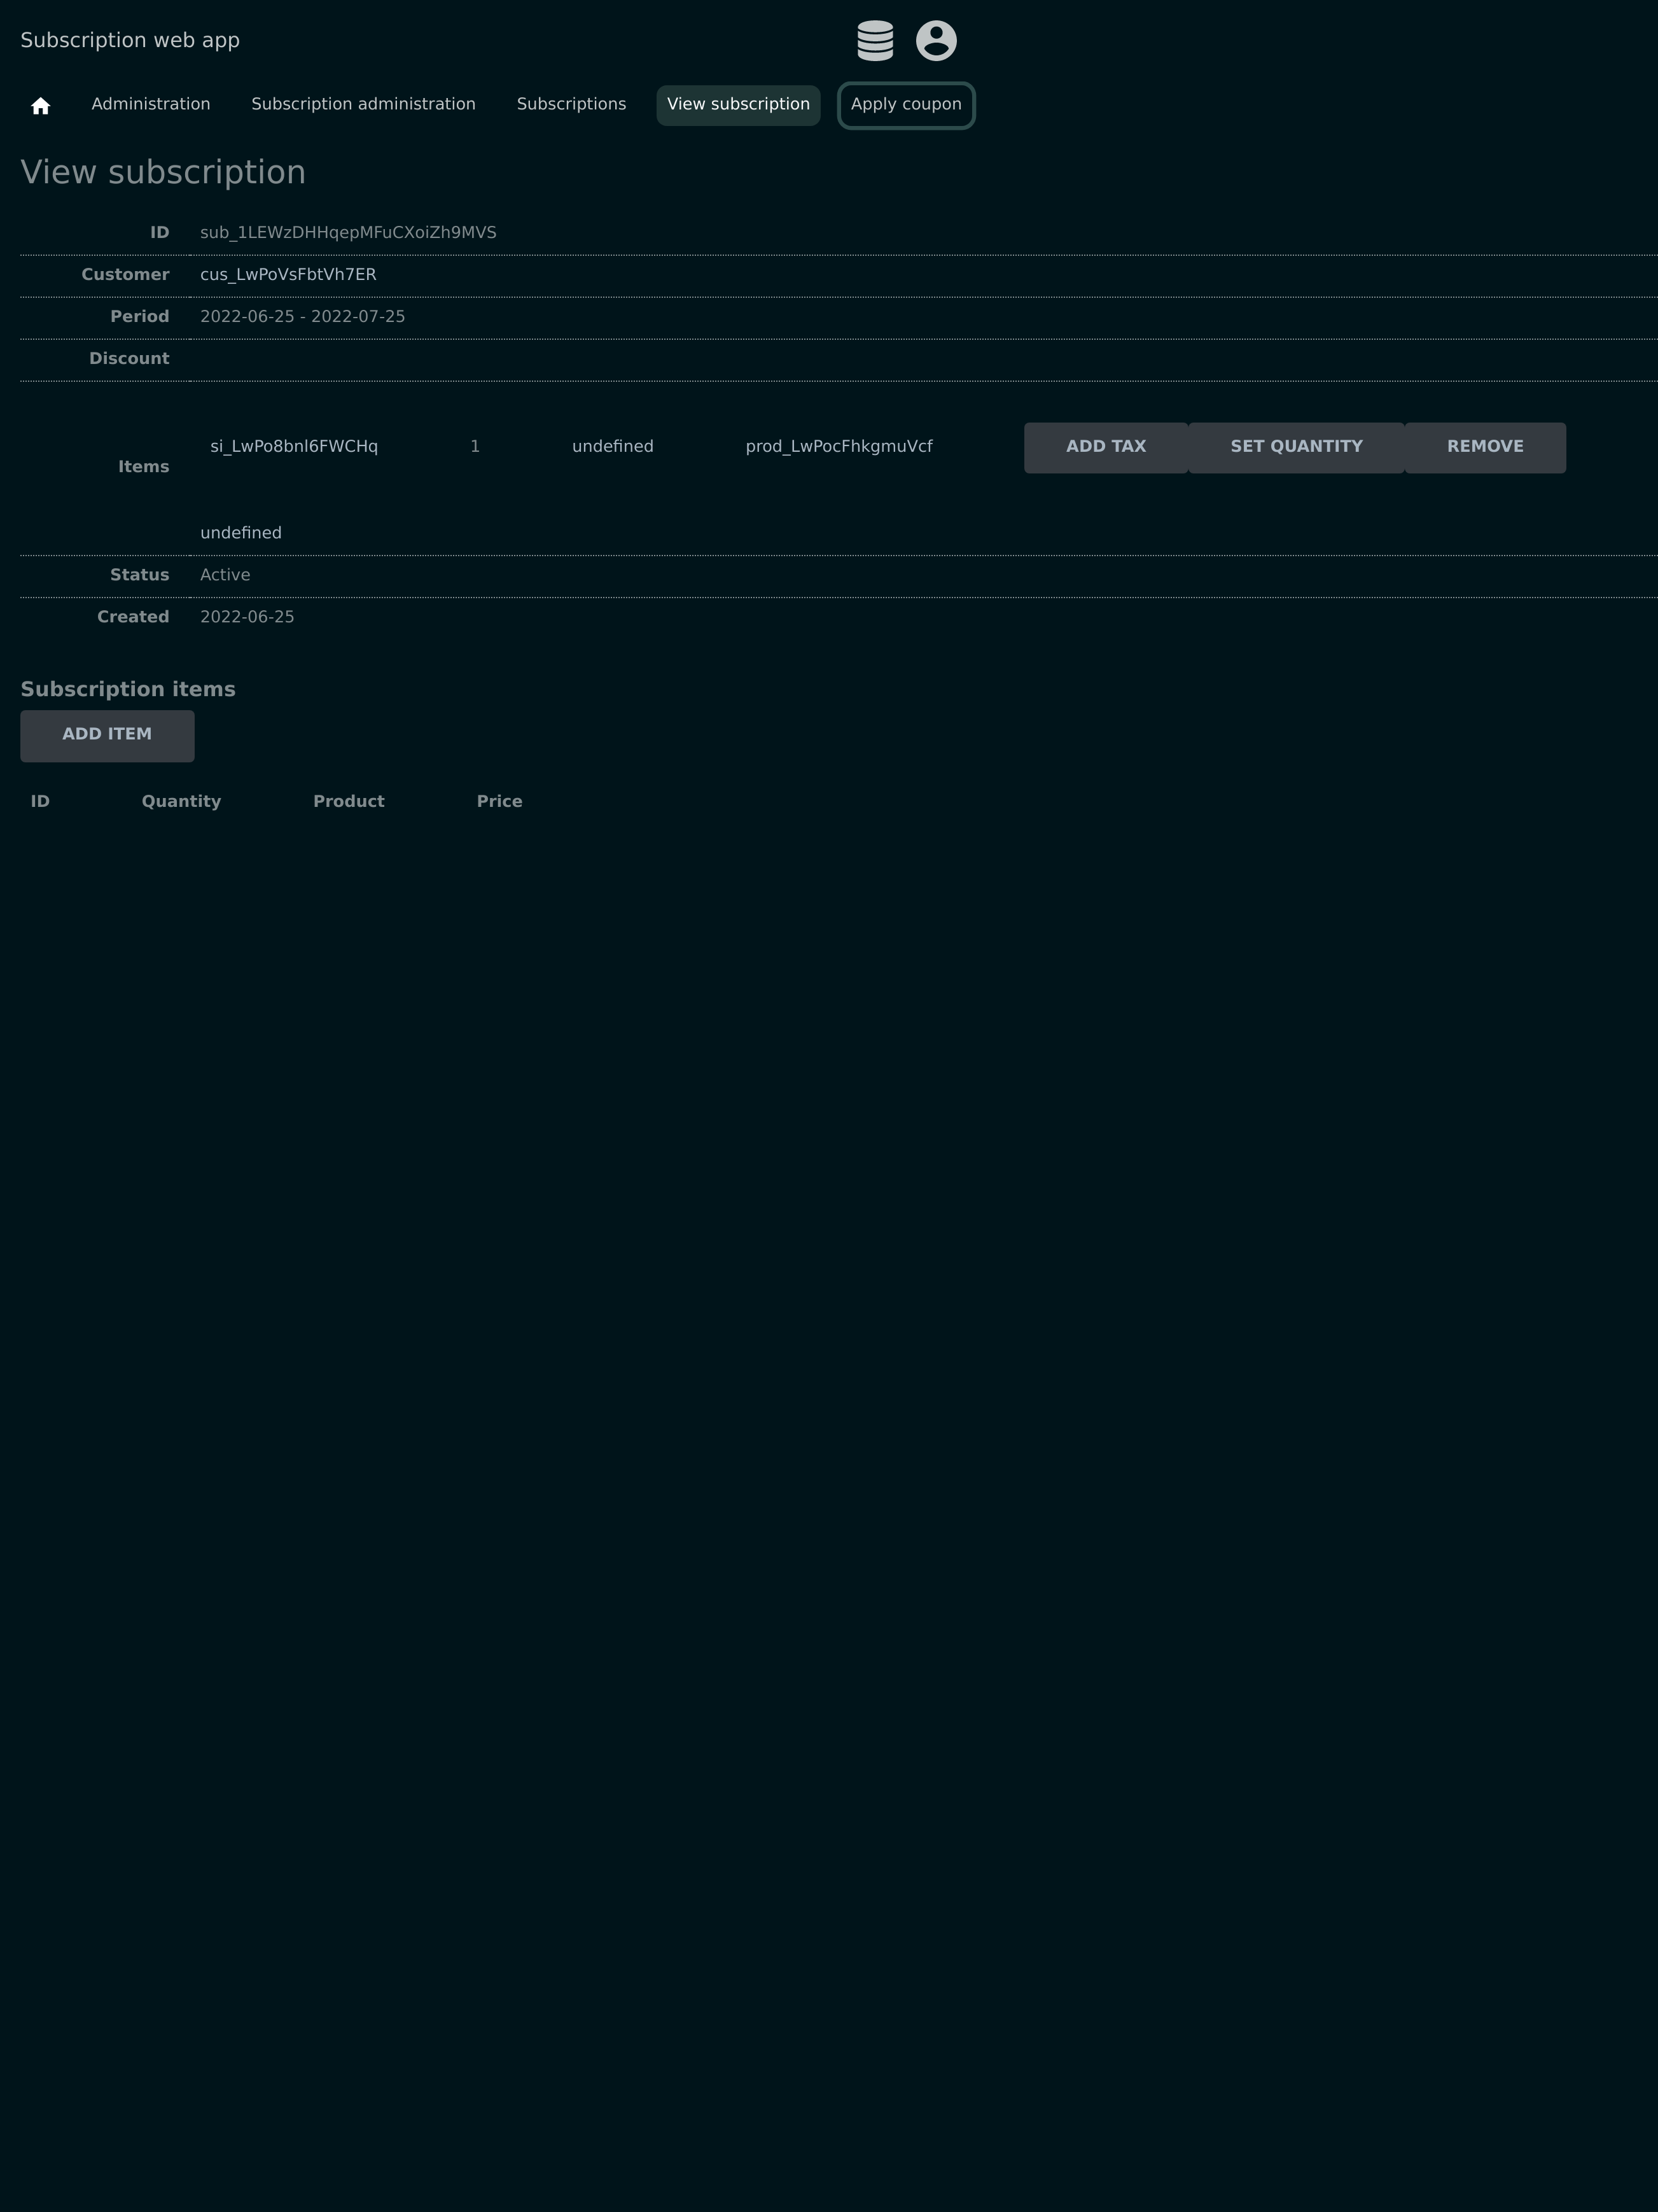 Subscription web app
Administration Subscription administration Subscriptions View subscription Apply coupon
View subscription
ID sub_1LEWzDHHqepMFuCXoiZh9MVS
Customer cus_LwPoVsFbtVh7ER
Period 2022-06-25 - 2022-07-25
Discount
Items si_LwPo8bnl6FWCHq 1 undefined prod_LwPocFhkgmuVcf ADD TAX SET QUANTITY REMOVE
undefined
Status Active
Created 2022-06-25
Subscription items
ADD ITEM
ID Quantity Product Price